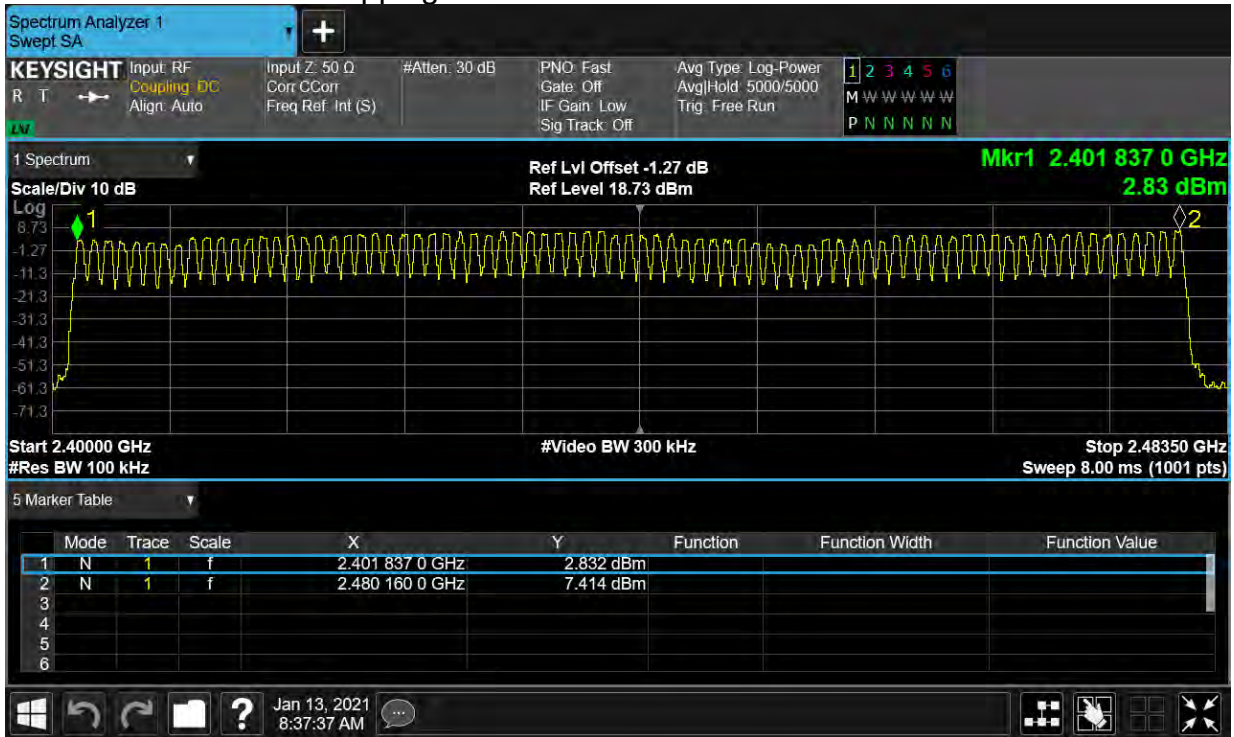 pping
Spectrum Analyzer 1
Swept SA
+
KEYSIGHT Input: RF Input Z: 50 Ω #Atten: 30 dB PNO: Fast Avg Type: Log-Power 1 2 3 4 5 6
R T Coupling: DC Corr CCorr Gate: Off Avg|Hold: 5000/5000 M W W W W W
Align: Auto Freq Ref: Int (S) IF Gain: Low Trig: Free Run
LXI Sig Track: Off P N N N N N N
1 Spectrum Ref Lvl Offset -1.27 dB Mkr1 2.401 837 0 GHz
Scale/Div 10 dB Ref Level 18.73 dBm 2.83 dBm
Log
1 2
8.73
-1.27
-11.3
-21.3
-31.3
-41.3
-51.3
-61.3
-71.3
Start 2.40000 GHz #Video BW 300 kHz Stop 2.48350 GHz
#Res BW 100 kHz Sweep 8.00 ms (1001 pts)
5 Marker Table
Mode Trace Scale X Y Function Function Width Function Value
1 N 1 f 2.401 837 0 GHz 2.832 dBm
2 N 1 f 2.480 160 0 GHz 7.414 dBm
3
4
5
6
? Jan 13, 2021
8:37:37 AM